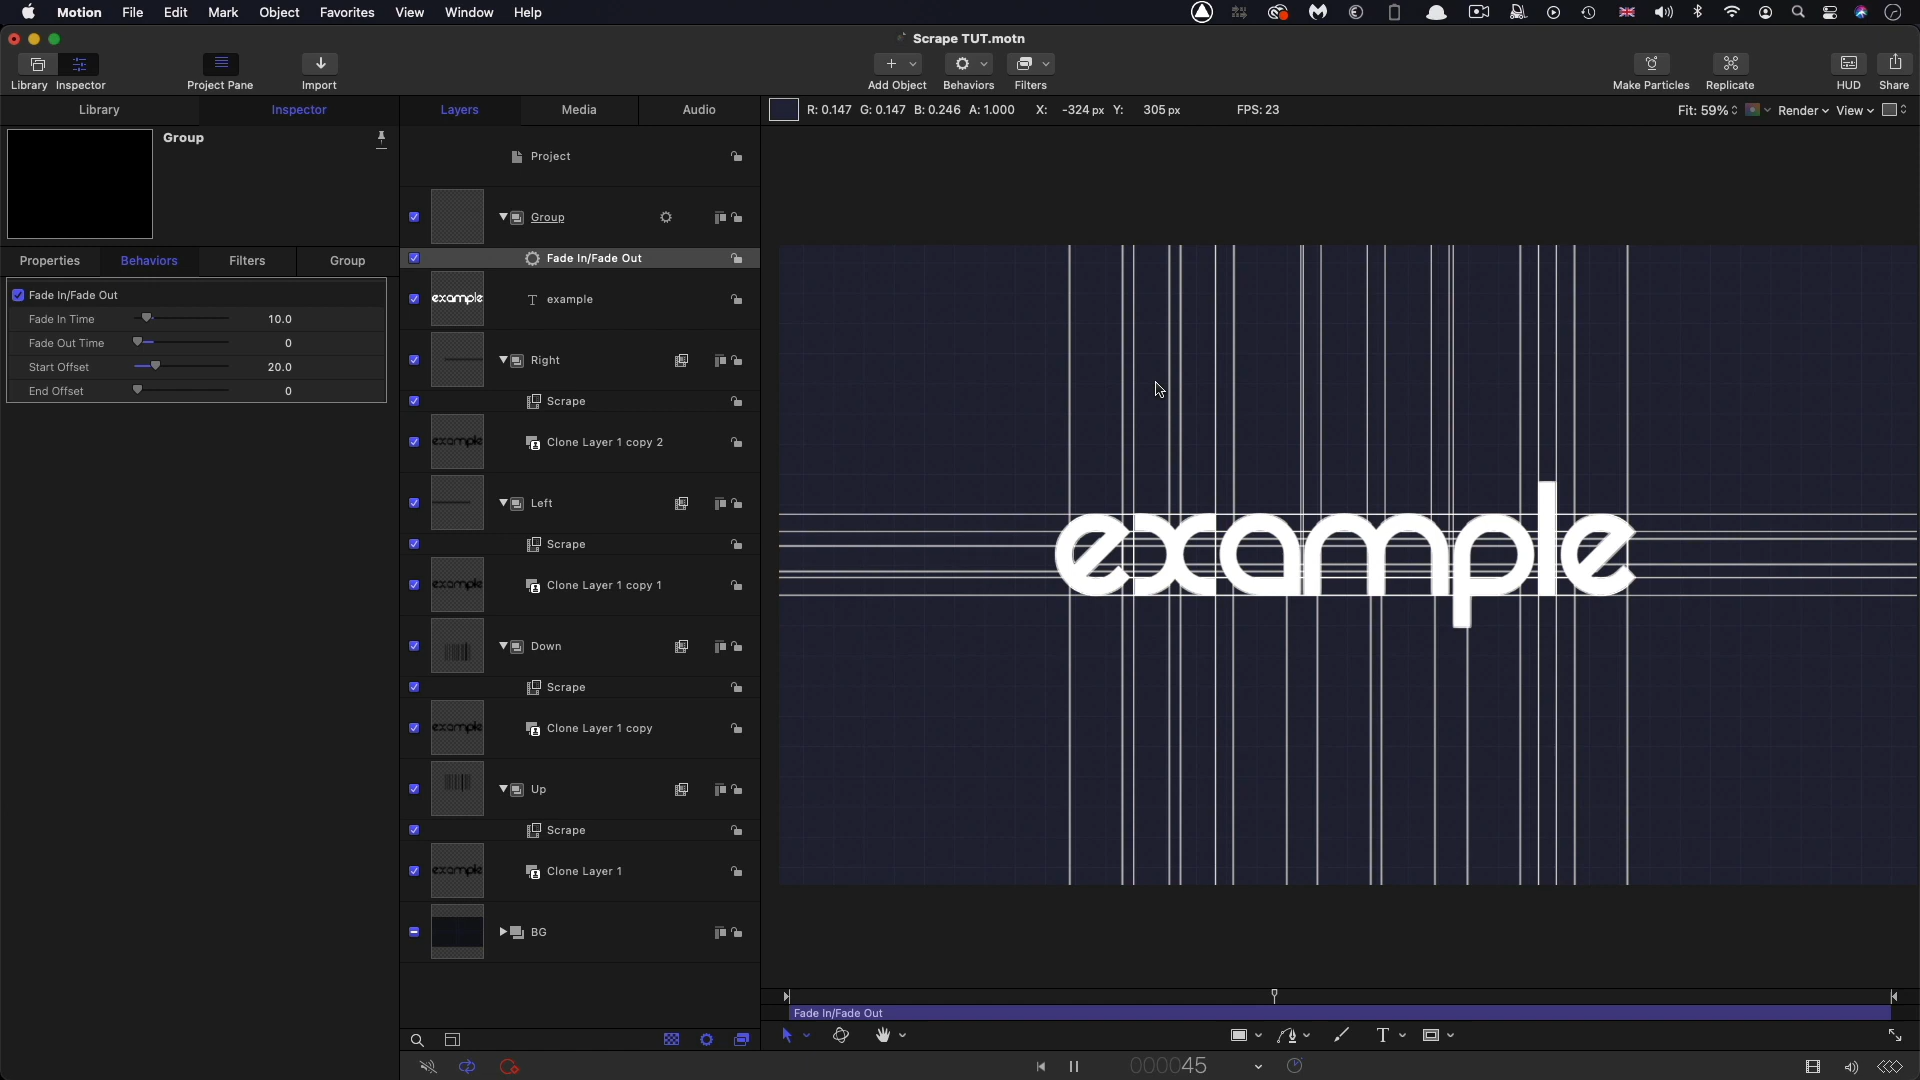 Motion File Edit Mark Object Favorites View Window Help
Scrape TUT.motn
Library Inspector Project Pane Import Add Object Behaviors Filters Make Particles Replicate HUD Share
Library Inspector Layers Media Audio R: 0.147 G: 0.147 B: 0.246 A: 1.000 X: -324 px Y: 305 px FPS: 23 Fit: 59% Render View
Group
Project
Group
Properties Behaviors Filters Group
Fade In/Fade Out
Fade In/Fade Out
Fade In Time 10.0
Fade Out Time 0
Start Offset 20.0
End Offset 0
example example
Right
Scrape
example Clone Layer 1 copy 2
Left
Scrape
example Clone Layer 1 copy 1
Down
Scrape
example Clone Layer 1 copy
Up
Scrape
example Clone Layer 1
BG
example
Fade In/Fade Out
T
000045